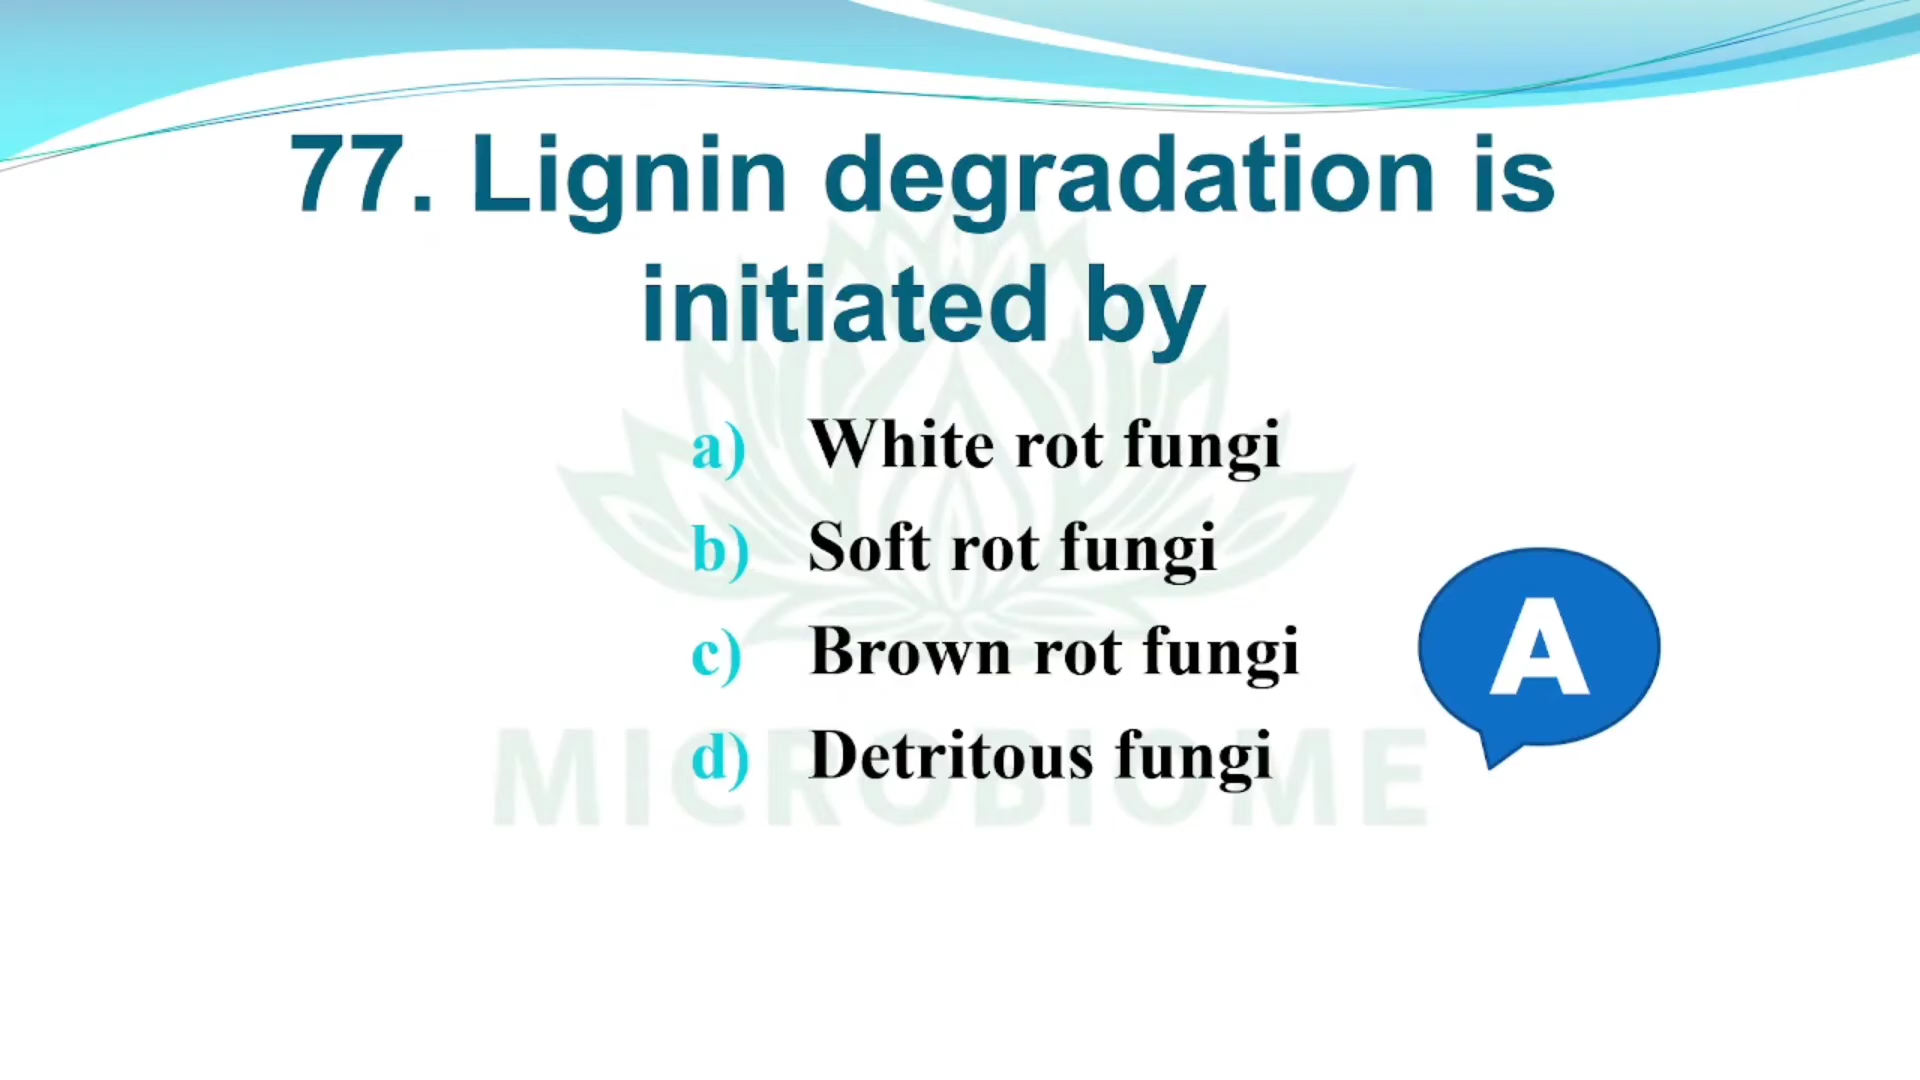 77. Lignin degradation is
initiated by
a) White rot fungi
b) Soft rot fungi
c) Brown rot fungi
d) Detritous fungi
A
MICROBIOME